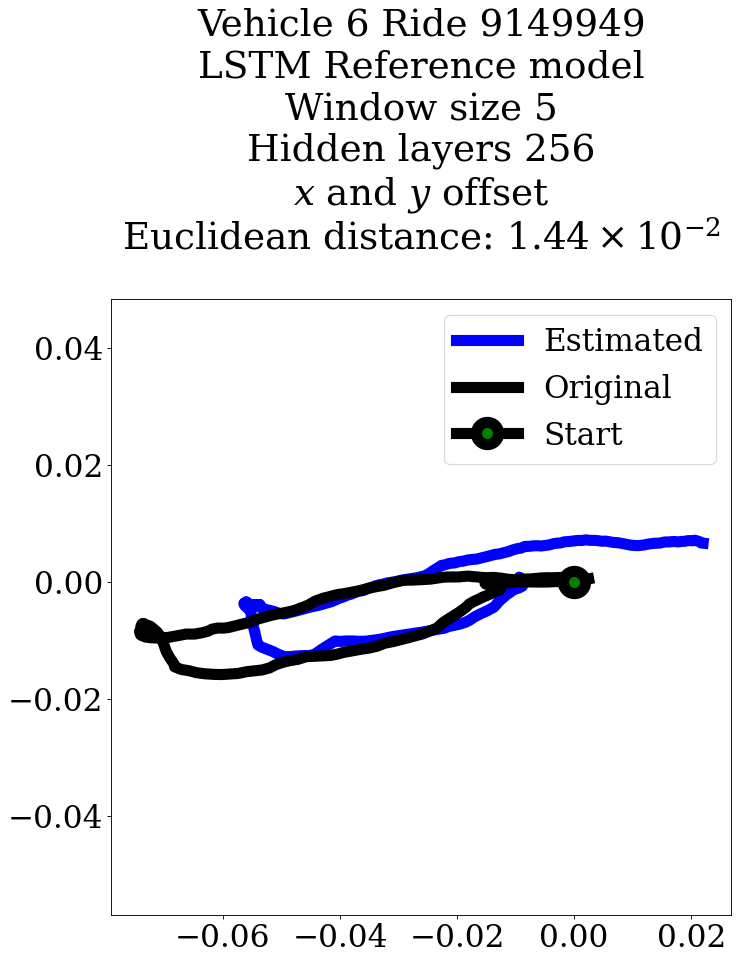 Vehicle 6 Ride 9149949
LSTM Reference model
Window size 5
Hidden layers 256
x and y offset
Euclidean distance: 1.44 × 10⁻²
Estimated
Original
Start
0.04
0.02
0.00
−0.02
−0.04
−0.06 −0.04 −0.02 0.00 0.02